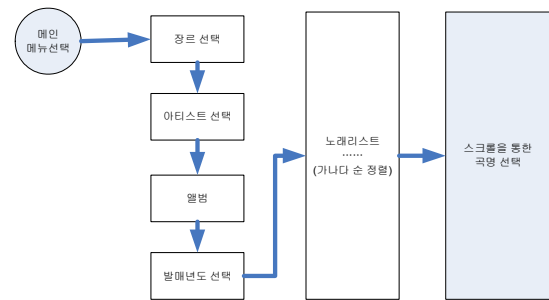 메인
메뉴선택
장르 선택
아티스트 선택
앨범
발매년도 선택
노래리스트
……
(가나다 순 정렬)
스크롤을 통한
곡명 선택